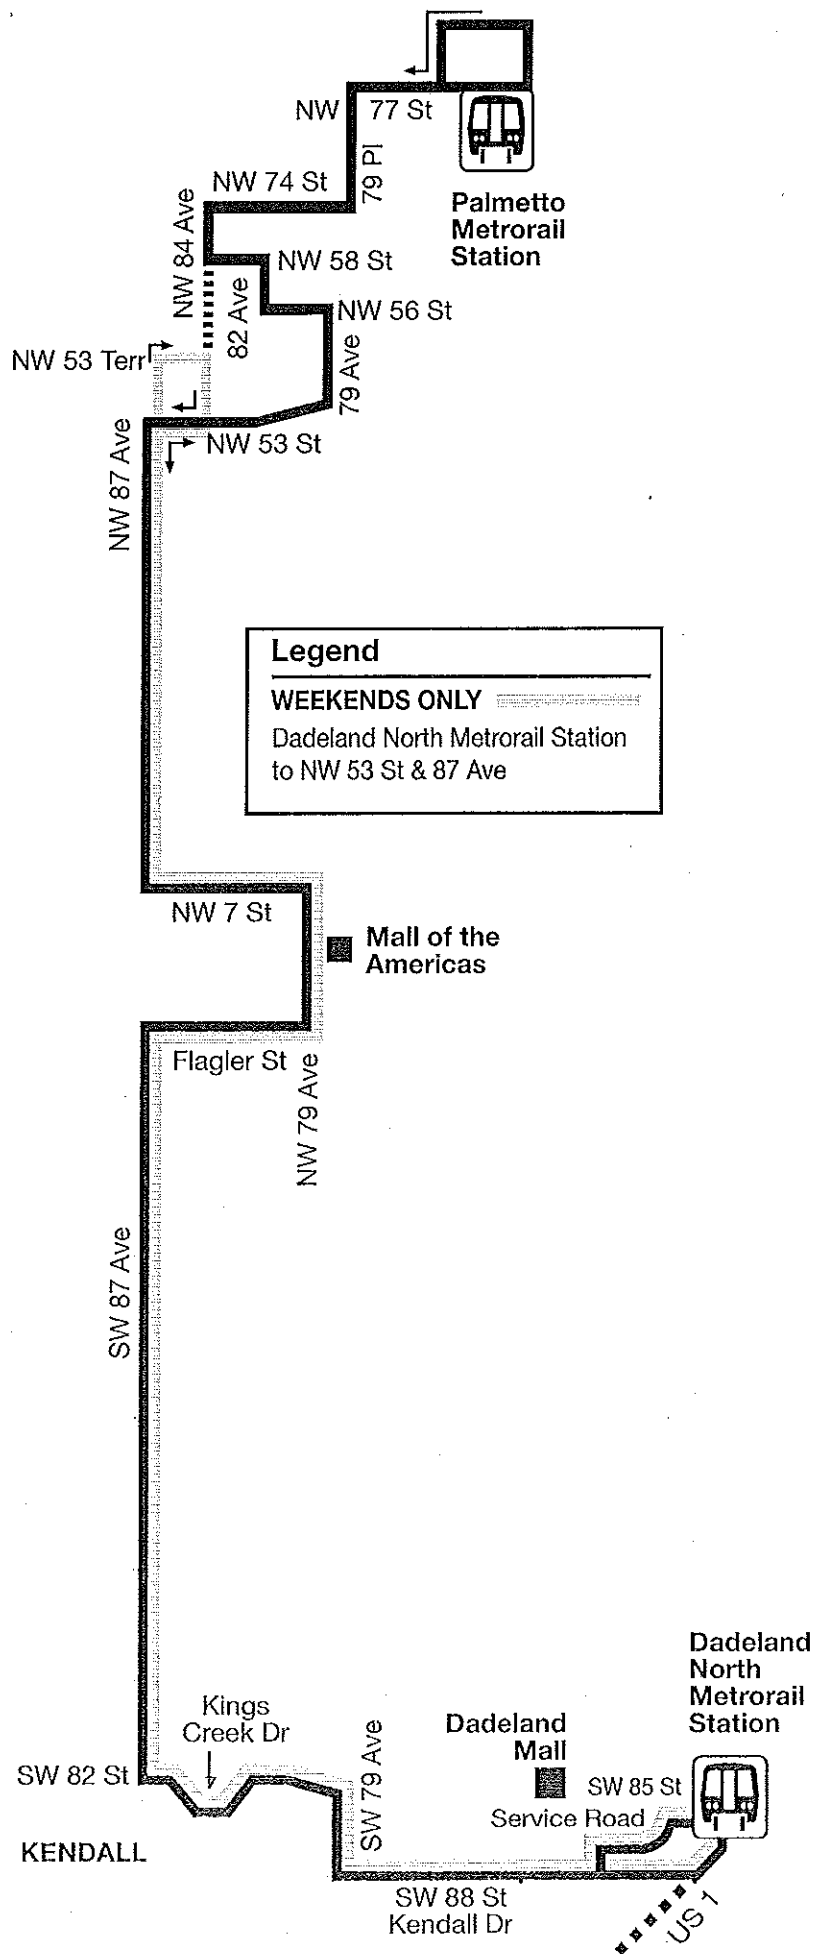 NW 77 St
79 Pl
NW 74 St
Palmetto
Metrorail
Station
NW 84 Ave
NW 58 St
82 Ave
NW 56 St
NW 53 Terr
79 Ave
NW 53 St
NW 87 Ave
Legend
WEEKENDS ONLY
Dadeland North Metrorail Station
to NW 53 St & 87 Ave
NW 7 St
Mall of the
Americas
Flagler St
NW 79 Ave
SW 87 Ave
Dadeland
North
Metrorail
Station
Kings
Creek Dr
Dadeland
Mall
SW 79 Ave
SW 82 St
SW 85 St
Service Road
KENDALL
SW 88 St
Kendall Dr
US 1